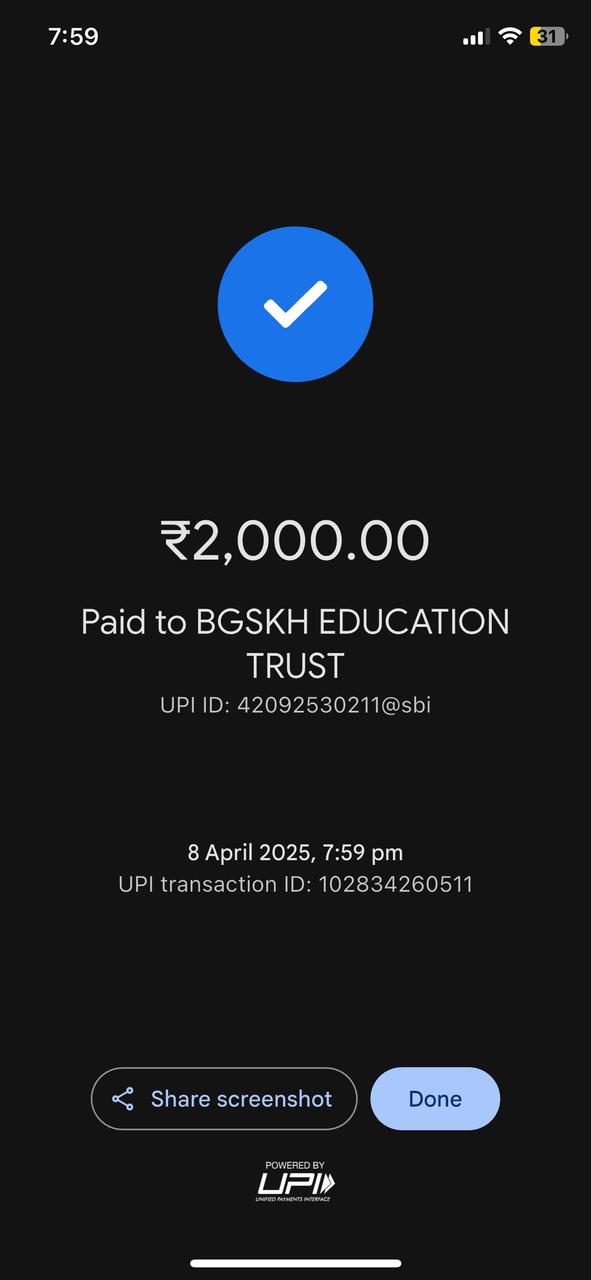 7:59
31
₹2,000.00
Paid to BGSKH EDUCATION
TRUST
UPI ID: 42092530211@sbi
8 April 2025, 7:59 pm
UPI transaction ID: 102834260511
Share screenshot
Done
POWERED BY
UPI
UNIFIED PAYMENTS INTERFACE